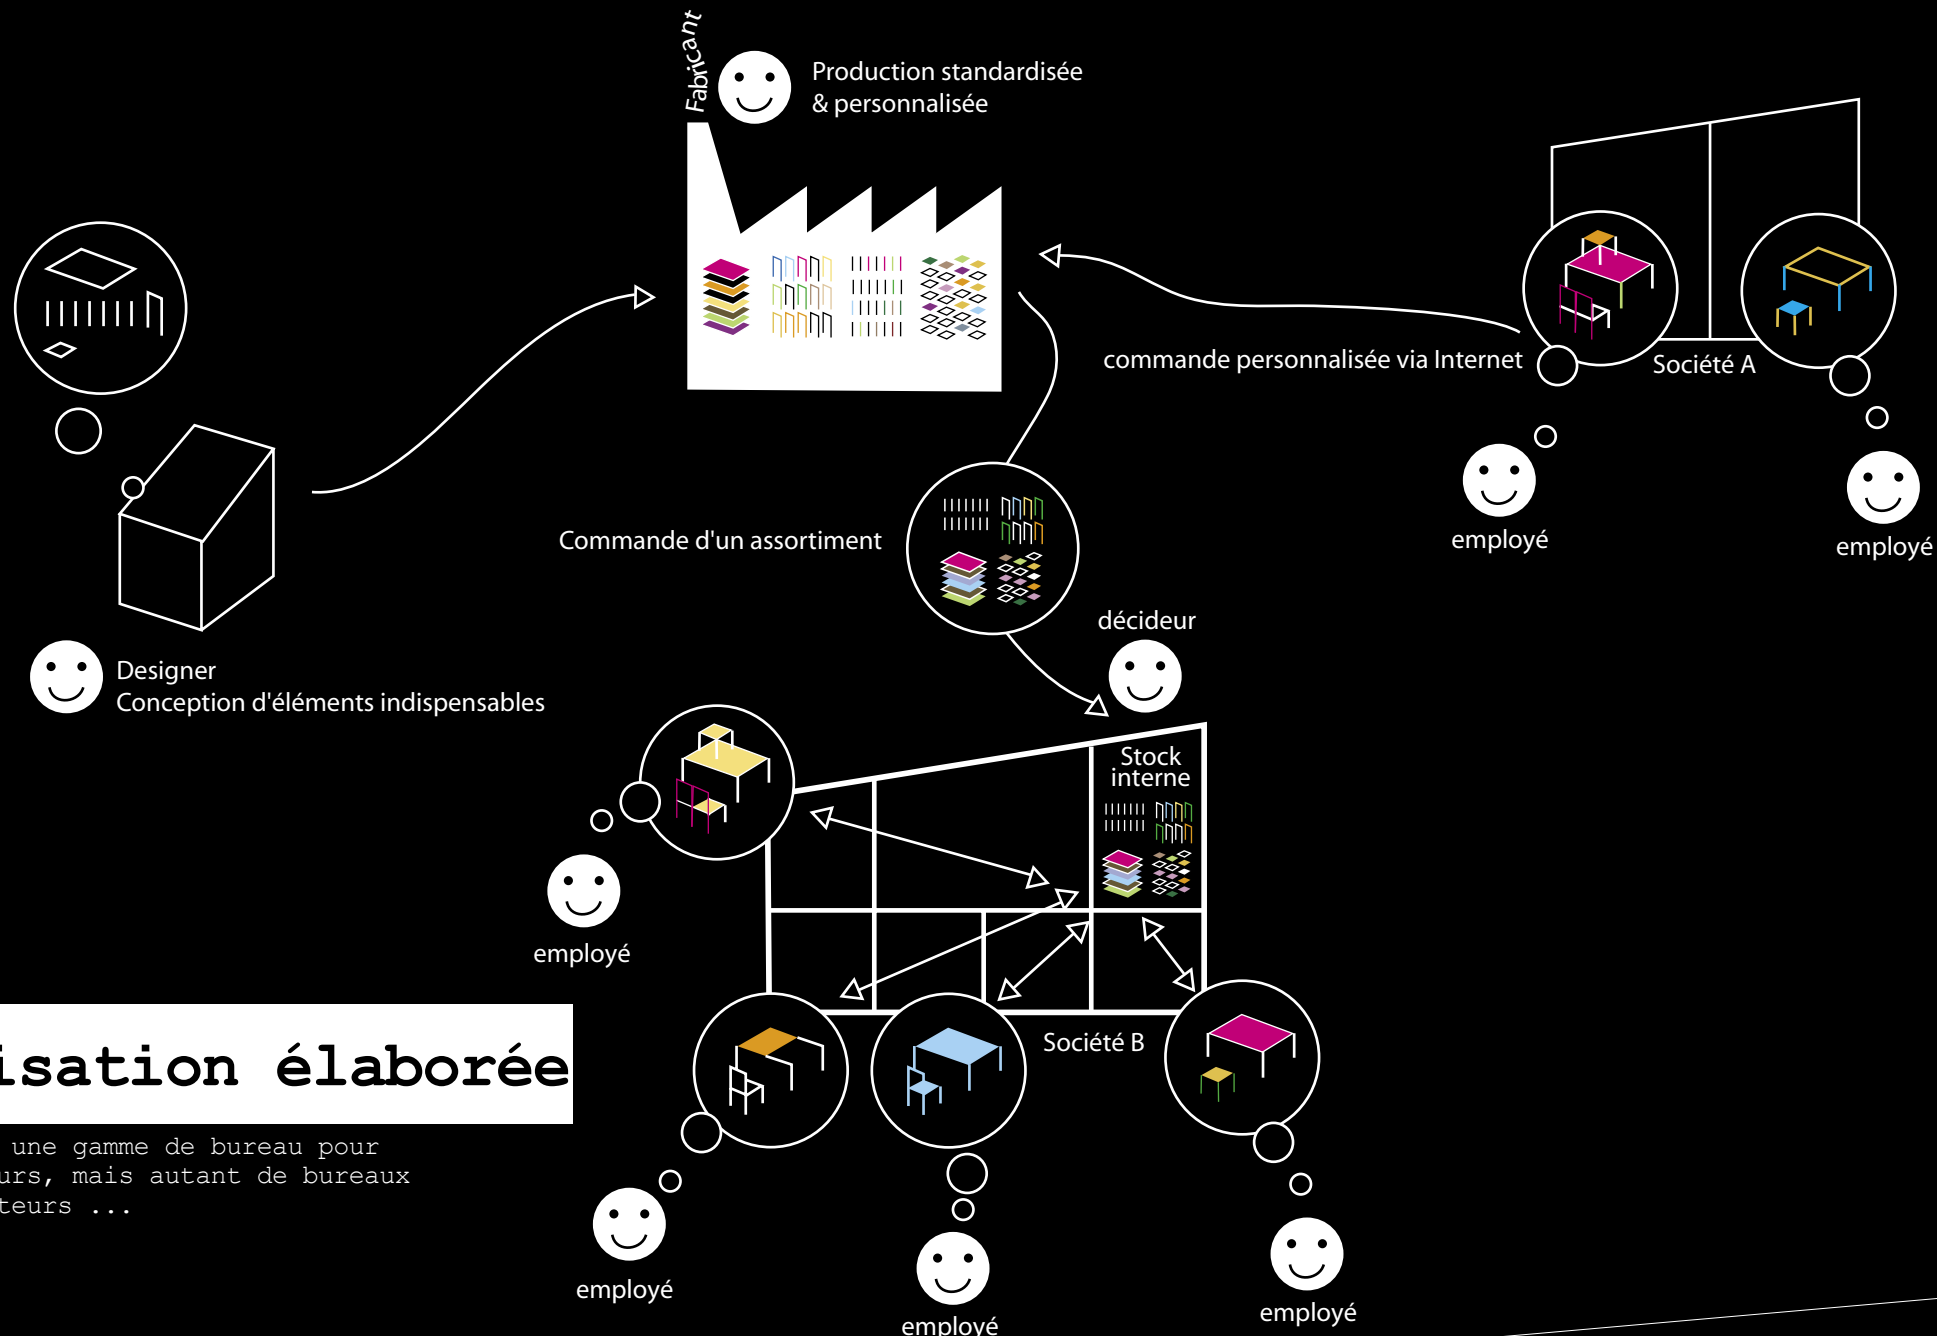 Fabricant
Production standardisée
& personnalisée
commande personnalisée via Internet
Société A
employé
employé
Commande d'un assortiment
décideur
Designer
Conception d'éléments indispensables
Stock
interne
employé
Société B
isation élaborée
une gamme de bureau pour
urs, mais autant de bureaux
teurs ...
employé
employé
employé